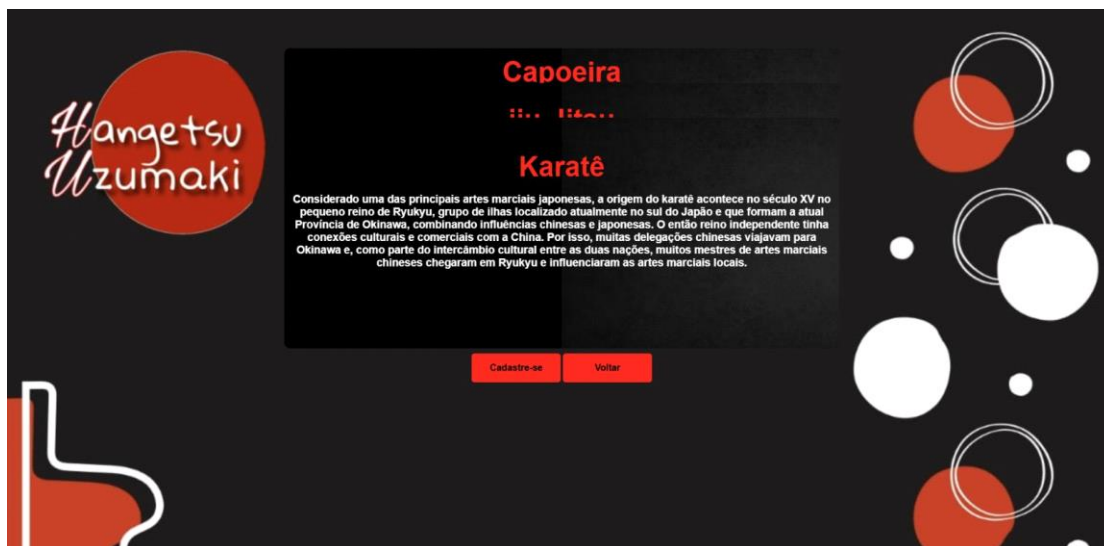 Hangetsu
Uzumaki
Capoeira
Karatê
Considerado uma das principais artes marciais japonesas, a origem do karatê acontece no século XV no
pequeno reino de Ryukyu, grupo de ilhas localizado atualmente no sul do Japão e que formam a atual
Província de Okinawa, combinando influências chinesas e japonesas. O então reino independente tinha
conexões culturais e comerciais com a China. Por isso, muitas delegações chinesas viajavam para
Okinawa e, como parte do intercâmbio cultural entre as duas nações, muitos mestres de artes marciais
chineses chegaram em Ryukyu e influenciaram as artes marciais locais.
Cadastre-se Voltar